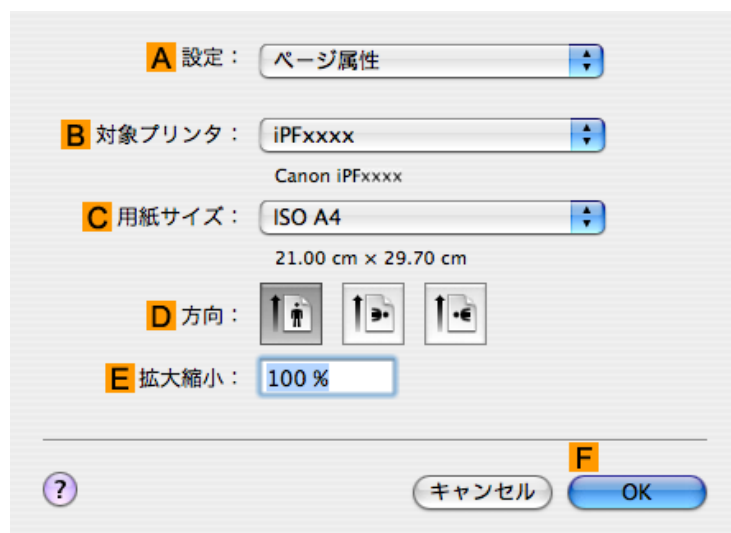 A 設定： ページ属性
B 対象プリンタ： iPFxxxx
Canon iPFxxxx
C 用紙サイズ： ISO A4
21.00 cm × 29.70 cm
D 方向：
E 拡大縮小： 100 %
F
? キャンセル OK